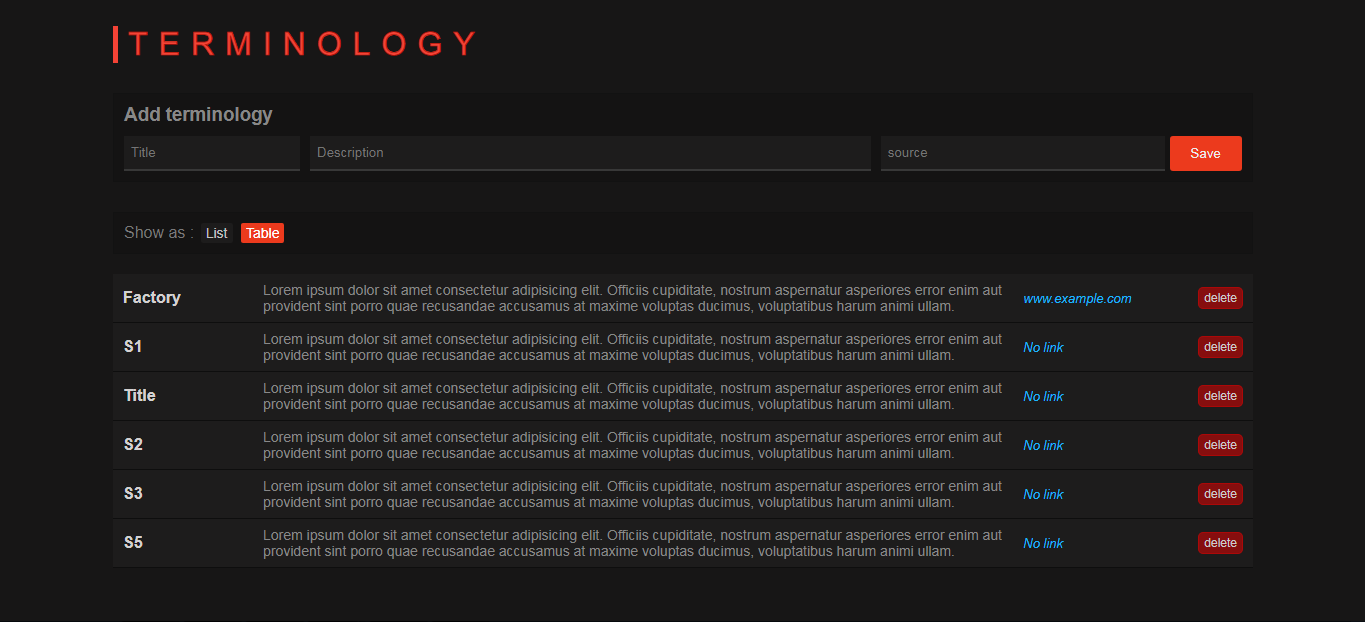 TERMINOLOGY
Add terminology
Title Description source Save
Show as : List Table
Factory Lorem ipsum dolor sit amet consectetur adipisicing elit. Officiis cupiditate, nostrum aspernatur asperiores error enim aut
provident sint porro quae recusandae accusamus at maxime voluptas ducimus, voluptatibus harum animi ullam. www.example.com delete
S1 Lorem ipsum dolor sit amet consectetur adipisicing elit. Officiis cupiditate, nostrum aspernatur asperiores error enim aut
provident sint porro quae recusandae accusamus at maxime voluptas ducimus, voluptatibus harum animi ullam. No link delete
Title Lorem ipsum dolor sit amet consectetur adipisicing elit. Officiis cupiditate, nostrum aspernatur asperiores error enim aut
provident sint porro quae recusandae accusamus at maxime voluptas ducimus, voluptatibus harum animi ullam. No link delete
S2 Lorem ipsum dolor sit amet consectetur adipisicing elit. Officiis cupiditate, nostrum aspernatur asperiores error enim aut
provident sint porro quae recusandae accusamus at maxime voluptas ducimus, voluptatibus harum animi ullam. No link delete
S3 Lorem ipsum dolor sit amet consectetur adipisicing elit. Officiis cupiditate, nostrum aspernatur asperiores error enim aut
provident sint porro quae recusandae accusamus at maxime voluptas ducimus, voluptatibus harum animi ullam. No link delete
S5 Lorem ipsum dolor sit amet consectetur adipisicing elit. Officiis cupiditate, nostrum aspernatur asperiores error enim aut
provident sint porro quae recusandae accusamus at maxime voluptas ducimus, voluptatibus harum animi ullam. No link delete